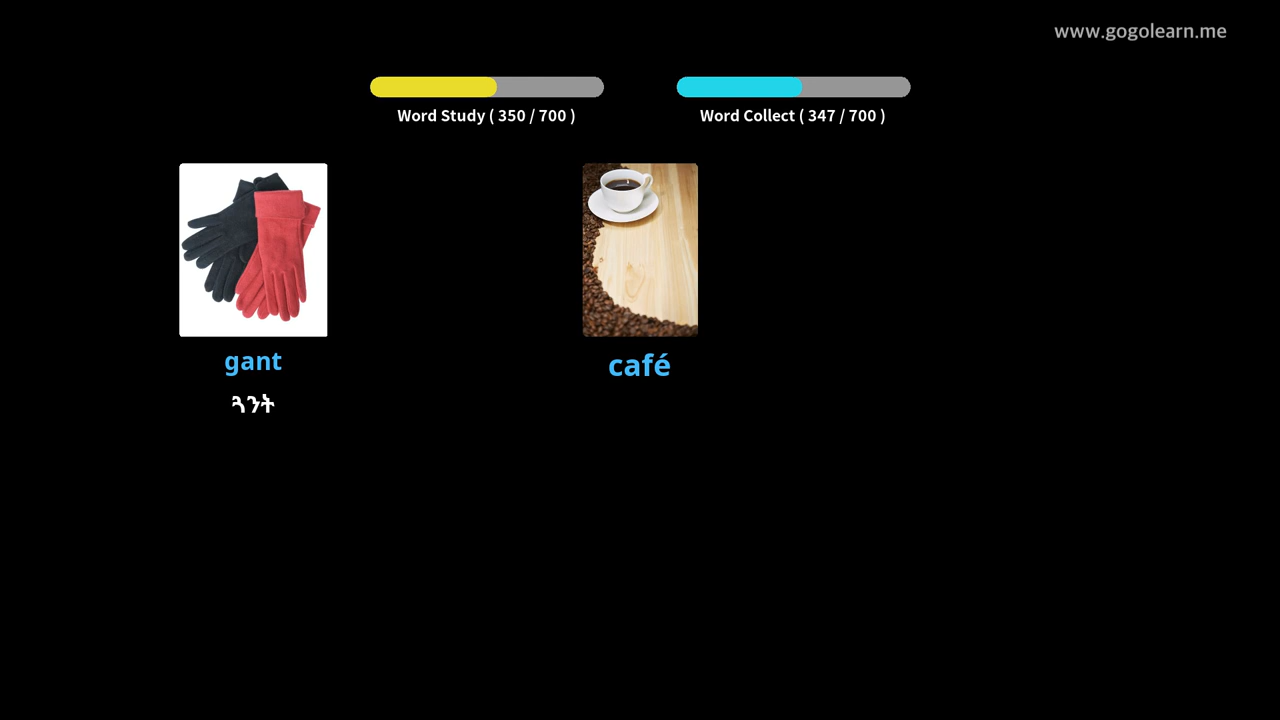 www.gogolearn.me
Word Study ( 350 / 700 )
Word Collect ( 347 / 700 )
gant
café
ጓንት